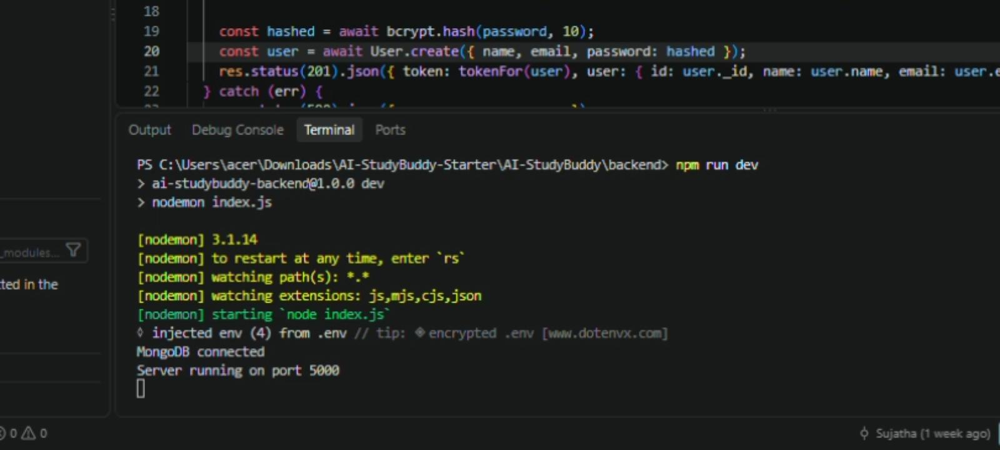 18
19 const hashed = await bcrypt.hash(password, 10);
20 const user = await User.create({ name, email, password: hashed });
21 res.status(201).json({ token: tokenFor(user), user: { id: user._id, name: user.name, email: user.e
22 } catch (err) {
Output Debug Console Terminal Ports
PS C:\Users\acer\Downloads\AI-StudyBuddy-Starter\AI-StudyBuddy\backend> npm run dev
> ai-studybuddy-backend@1.0.0 dev
> nodemon index.js
[nodemon] 3.1.14
[nodemon] to restart at any time, enter `rs`
[nodemon] watching path(s): *.*
[nodemon] watching extensions: js,mjs,cjs,json
[nodemon] starting `node index.js`
◊ injected env (4) from .env // tip: ◈ encrypted .env [www.dotenvx.com]
MongoDB connected
Server running on port 5000
_modules...
ted in the
0 0
Sujatha (1 week ago)